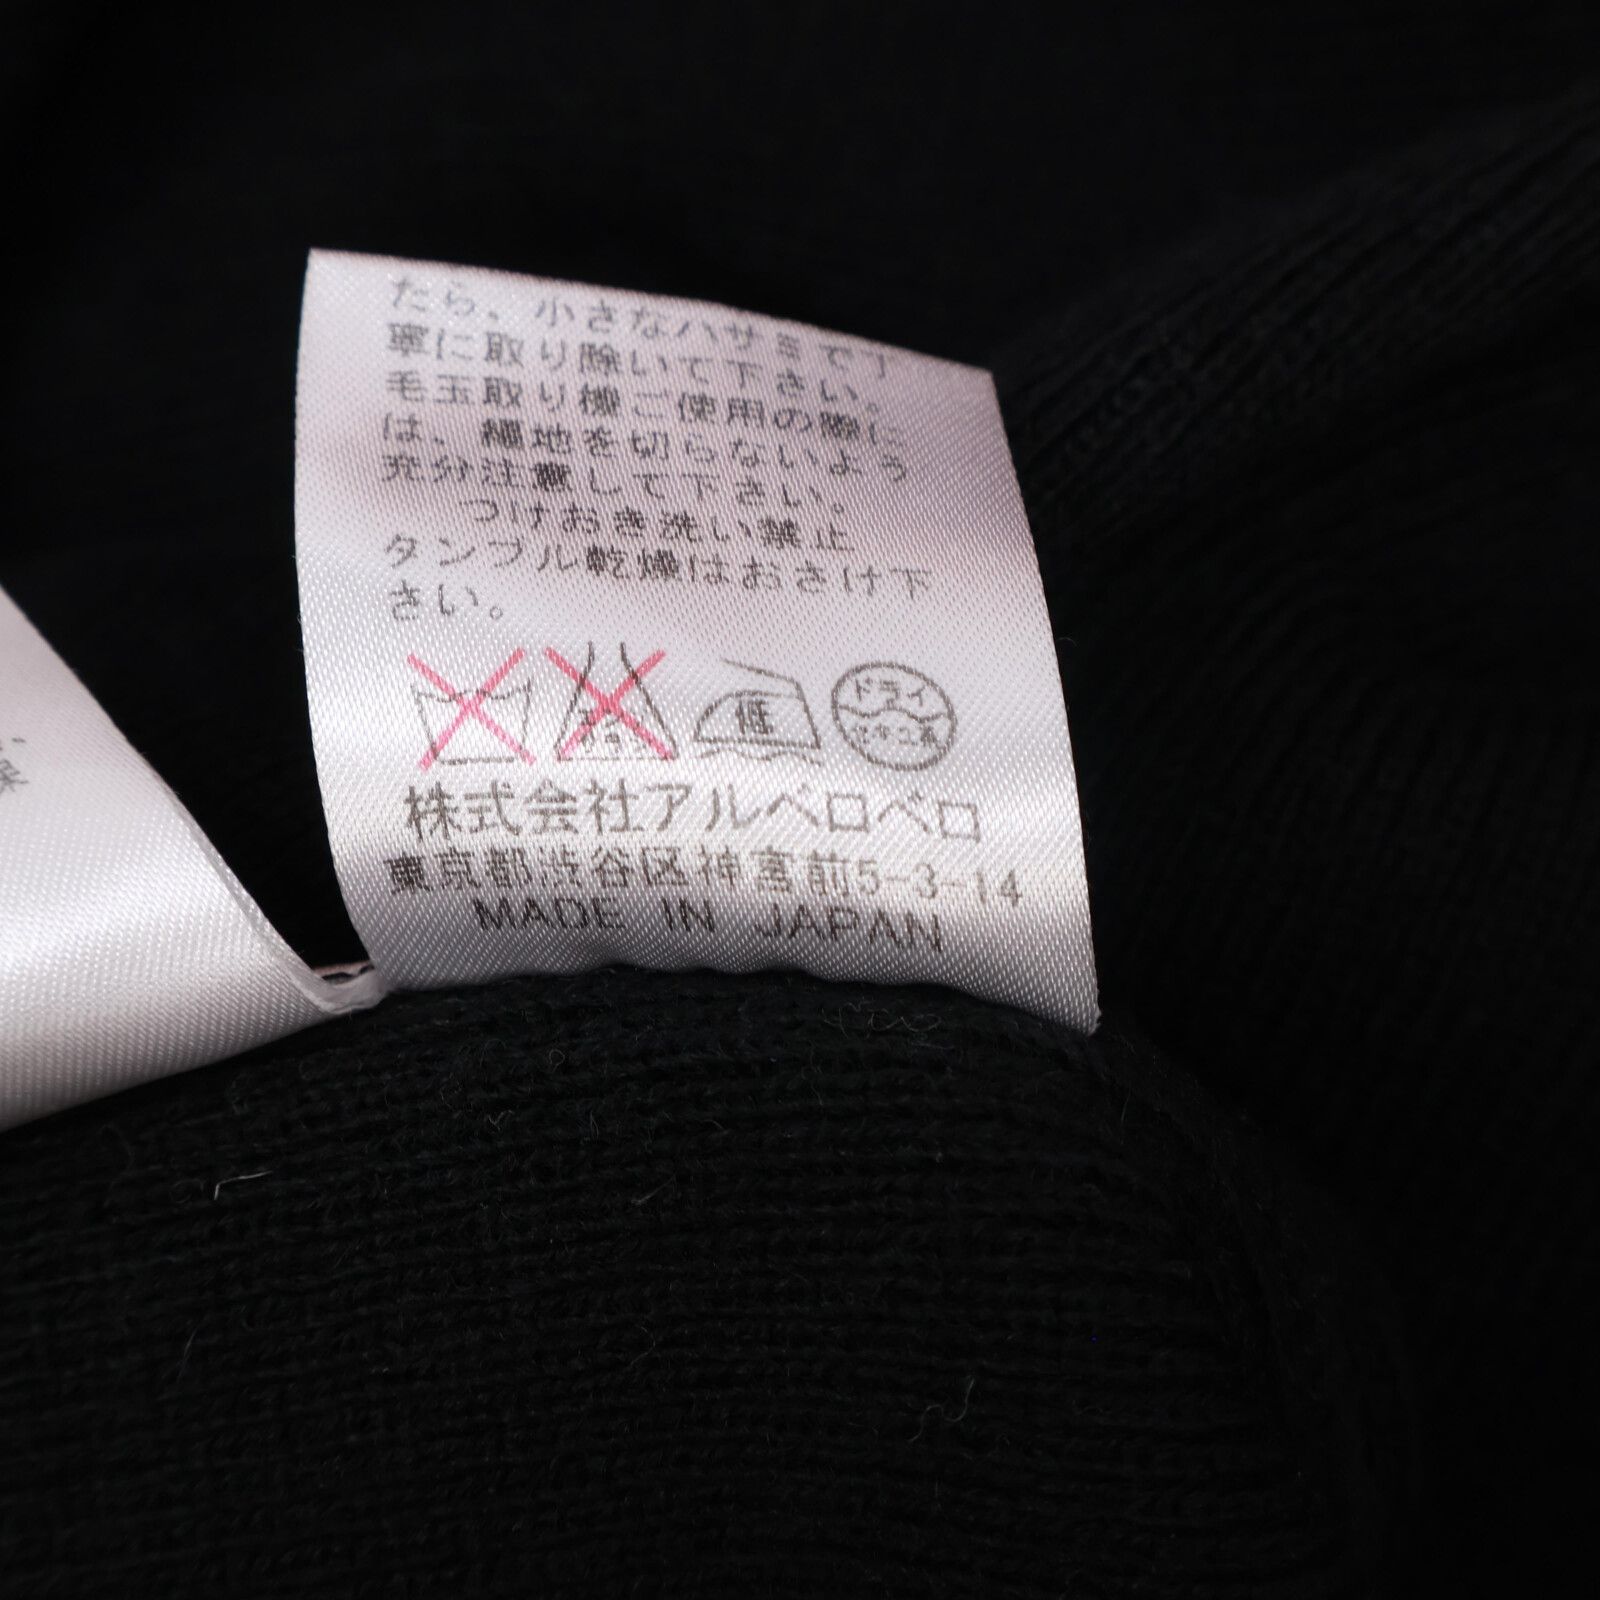 たら、小さなハサミで丁
寧に取り除いて下さい。
毛玉取り機ご使用の際に
は、編地を切らないよう
充分注意して下さい。
つけおき洗い禁止
タンブル乾燥はおさけ下
さい。
低
ドライ
セキユ系
株式会社アルベロベロ
東京都渋谷区神宮前5-3-14
MADE IN JAPAN